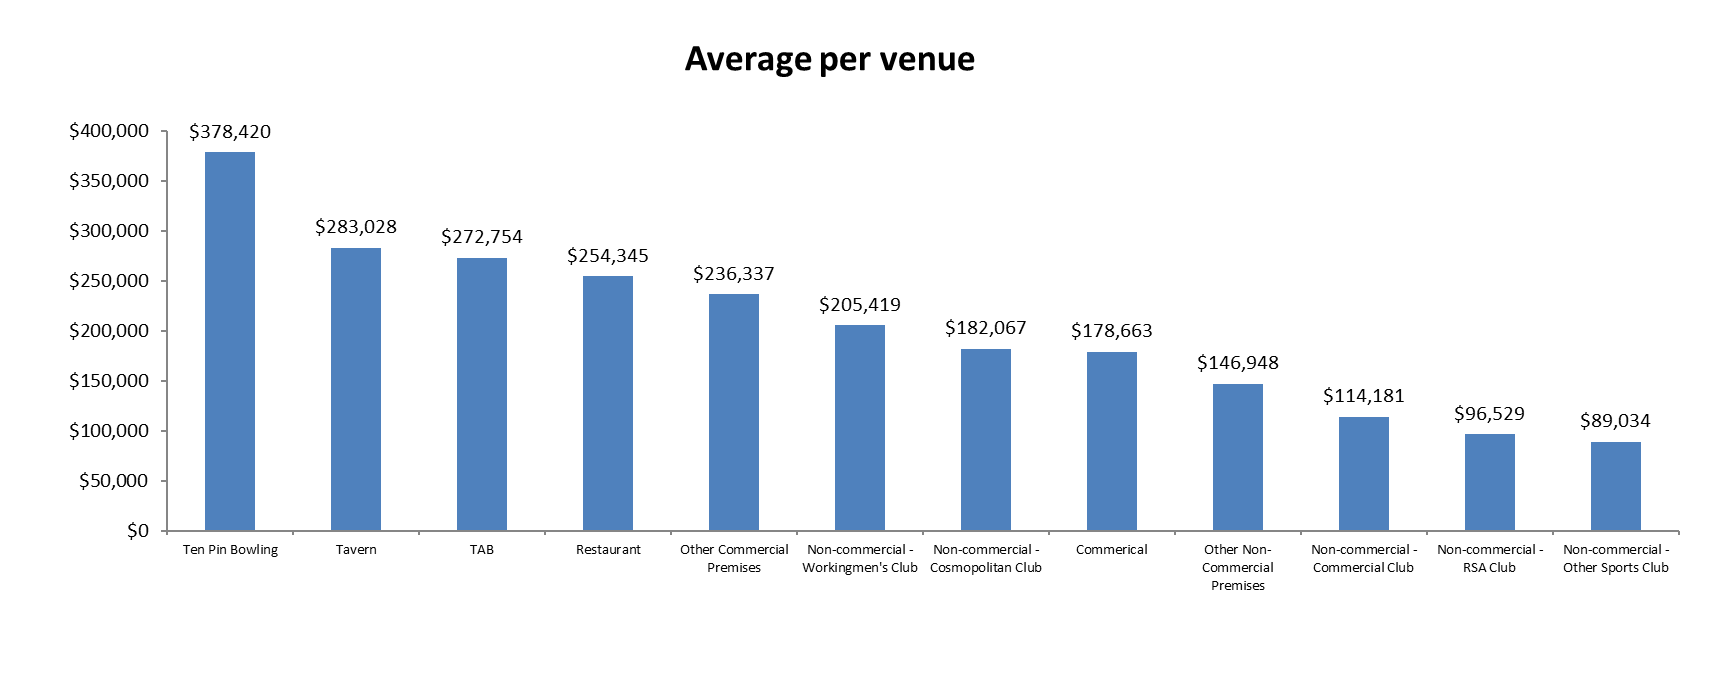 Average per venue
$400,000
$350,000
$300,000
$250,000
$200,000
$150,000
$100,000
$50,000
$0
$378,420
$283,028
$272,754
$254,345
$236,337
$205,419
$182,067
$178,663
$146,948
$114,181
$96,529
$89,034
Ten Pin Bowling
Tavern
TAB
Restaurant
Other Commercial
Premises
Non-commercial -
Workingmen's Club
Non-commercial -
Cosmopolitan Club
Commerical
Other Non-
Commercial
Premises
Non-commercial -
Commercial Club
Non-commercial -
RSA Club
Non-commercial -
Other Sports Club